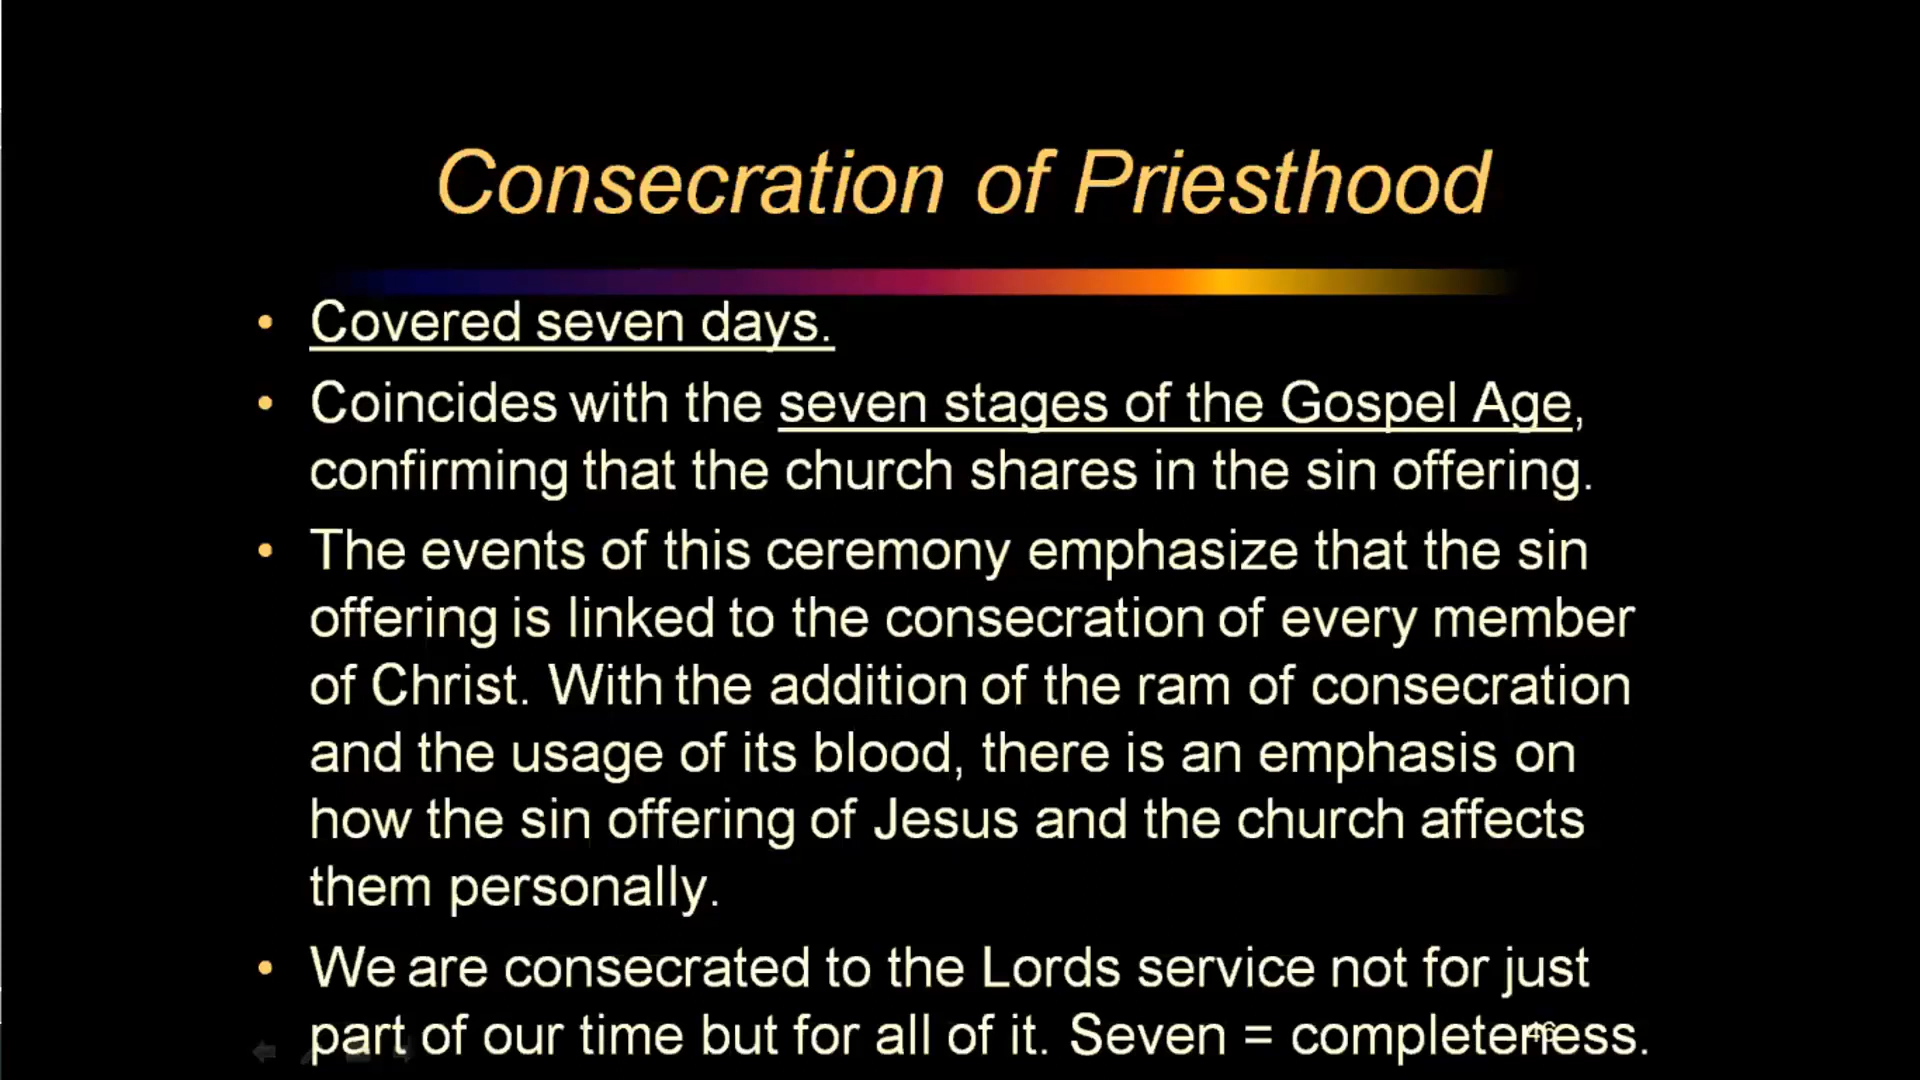 Consecration of Priesthood
• Covered seven days.
• Coincides with the seven stages of the Gospel Age,
confirming that the church shares in the sin offering.
• The events of this ceremony emphasize that the sin
offering is linked to the consecration of every member
of Christ. With the addition of the ram of consecration
and the usage of its blood, there is an emphasis on
how the sin offering of Jesus and the church affects
them personally.
• We are consecrated to the Lords service not for just
part of our time but for all of it. Seven = completeness.
46